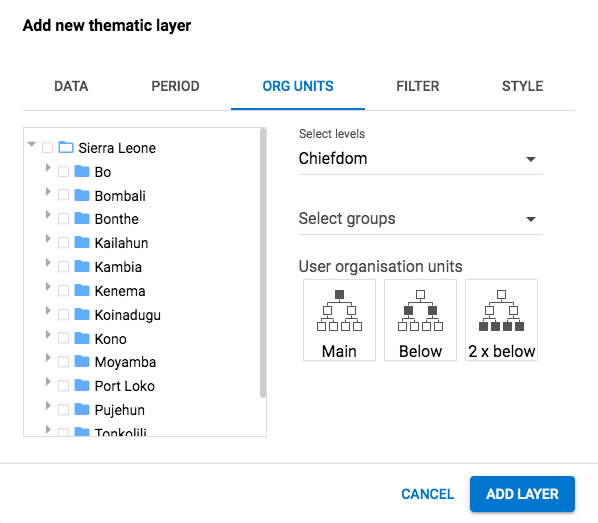 Add new thematic layer
DATA PERIOD ORG UNITS FILTER STYLE
Sierra Leone
Bo
Bombali
Bonthe
Kailahun
Kambia
Kenema
Koinadugu
Kono
Moyamba
Port Loko
Pujehun
Tonkolili
Select levels
Chiefdom
Select groups
User organisation units
Main Below 2 x below
CANCEL ADD LAYER